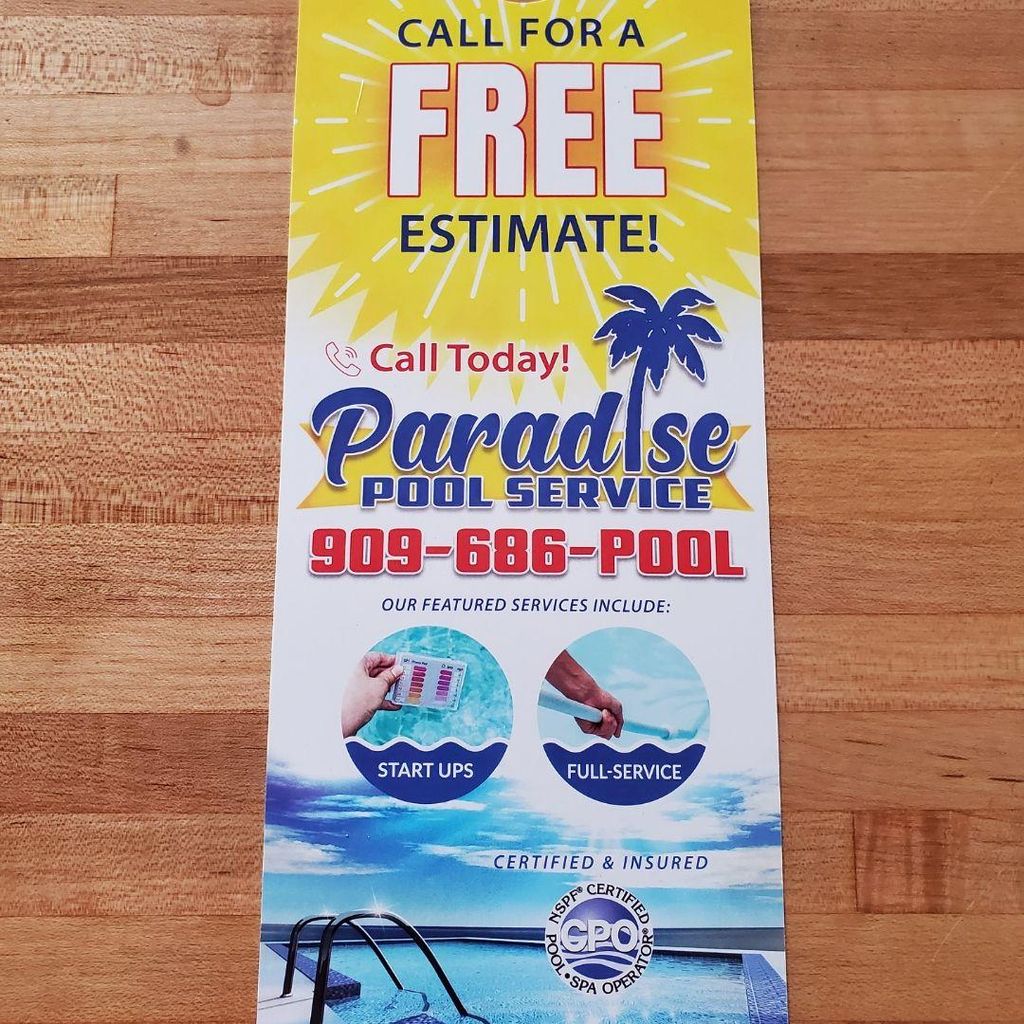 CALL FOR A
FREE
ESTIMATE!
Call Today!
Paradise
POOL SERVICE
909-686-POOL
OUR FEATURED SERVICES INCLUDE:
START UPS
FULL-SERVICE
CERTIFIED & INSURED
NSPF® CERTIFIED
CPO
POOL • SPA OPERATOR®